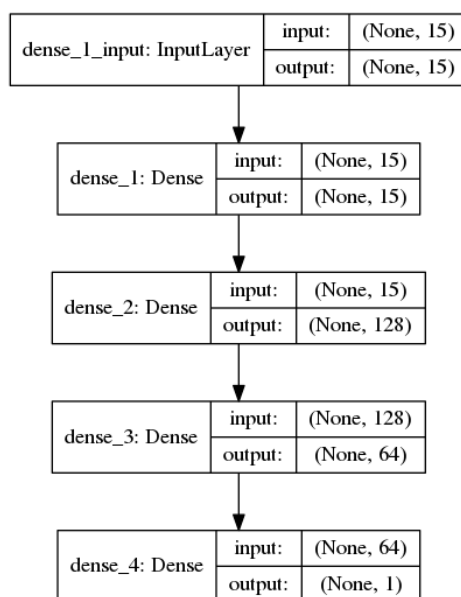 dense_1_input: InputLayer
input: (None, 15)
output: (None, 15)
dense_1: Dense
input: (None, 15)
output: (None, 15)
dense_2: Dense
input: (None, 15)
output: (None, 128)
dense_3: Dense
input: (None, 128)
output: (None, 64)
dense_4: Dense
input: (None, 64)
output: (None, 1)